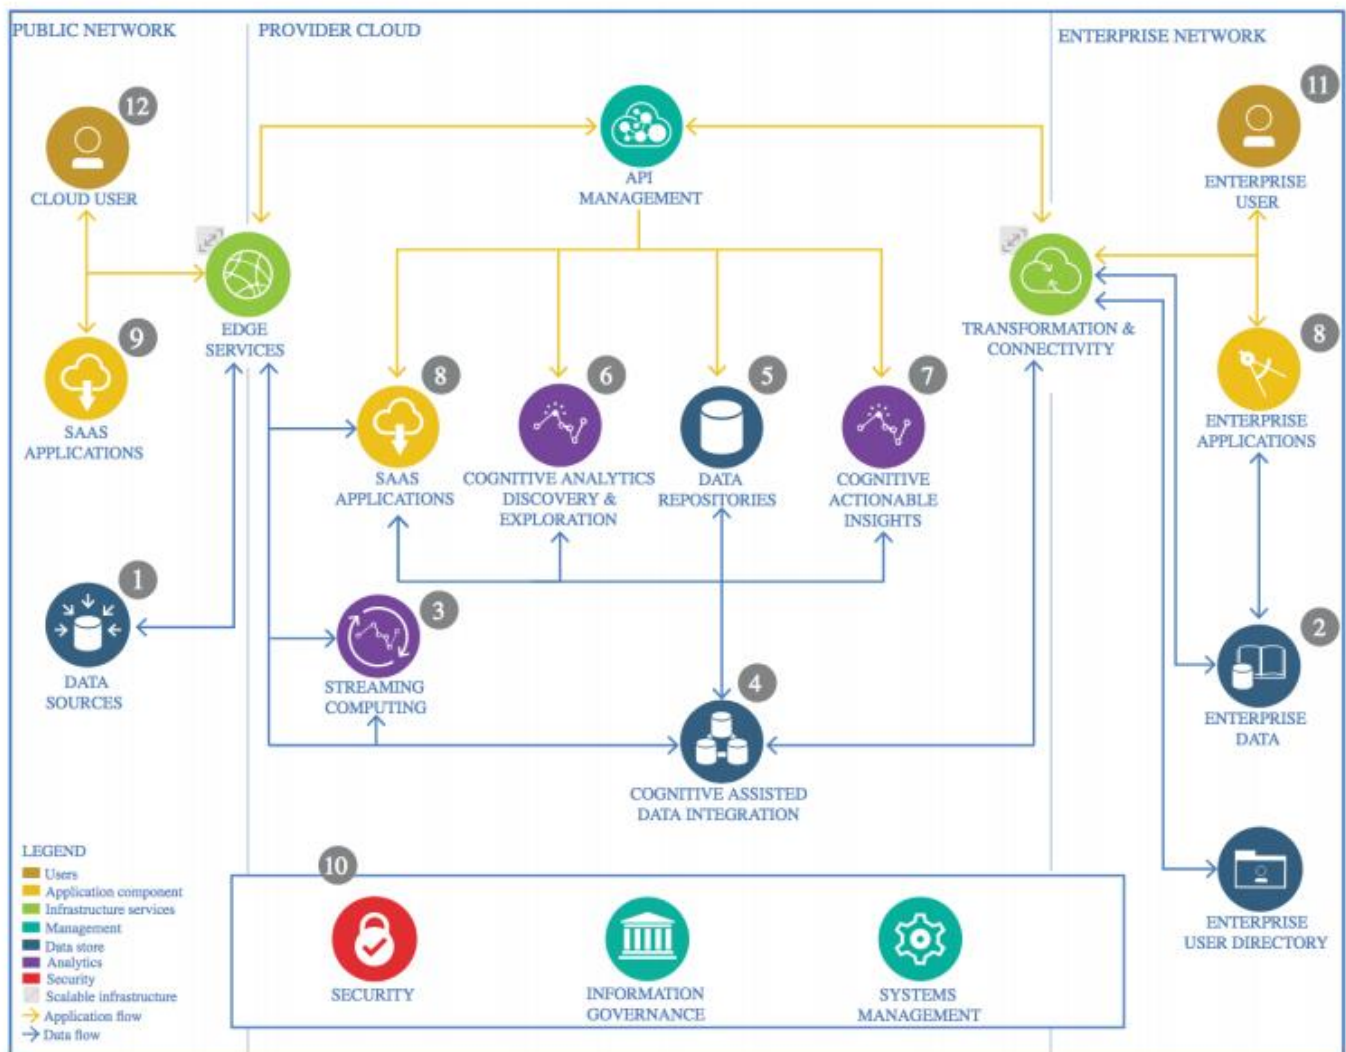 PUBLIC NETWORK
PROVIDER CLOUD
ENTERPRISE NETWORK
12
CLOUD USER
API
MANAGEMENT
11
ENTERPRISE
USER
EDGE
SERVICES
TRANSFORMATION &
CONNECTIVITY
9
SAAS
APPLICATIONS
8
SAAS
APPLICATIONS
6
COGNITIVE ANALYTICS
DISCOVERY &
EXPLORATION
5
DATA
REPOSITORIES
7
COGNITIVE
ACTIONABLE
INSIGHTS
8
ENTERPRISE
APPLICATIONS
1
DATA
SOURCES
3
STREAMING
COMPUTING
4
COGNITIVE ASSISTED
DATA INTEGRATION
2
ENTERPRISE
DATA
ENTERPRISE
USER DIRECTORY
LEGEND
Users
Application component
Infrastructure services
Management
Data store
Analytics
Security
Scalable infrastructure
Application flow
Data flow
10
SECURITY
INFORMATION
GOVERNANCE
SYSTEMS
MANAGEMENT